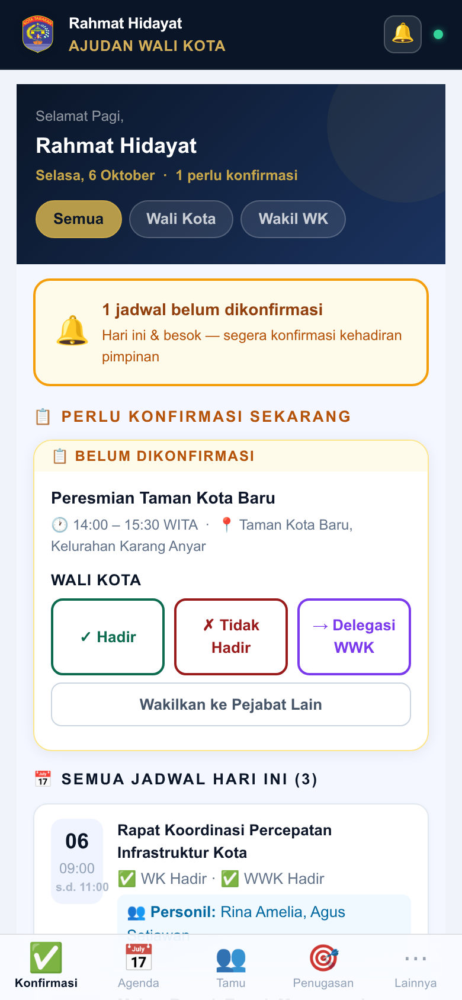 KOTA TARAKAN
Rahmat Hidayat
AJUDAN WALI KOTA
Selamat Pagi,
Rahmat Hidayat
Selasa, 6 Oktober · 1 perlu konfirmasi
Semua
Wali Kota
Wakil WK
1 jadwal belum dikonfirmasi
Hari ini & besok — segera konfirmasi kehadiran
pimpinan
PERLU KONFIRMASI SEKARANG
BELUM DIKONFIRMASI
Peresmian Taman Kota Baru
14:00 – 15:30 WITA · Taman Kota Baru,
Kelurahan Karang Anyar
WALI KOTA
✓ Hadir
✗ Tidak
Hadir
→ Delegasi
WWK
Wakilkan ke Pejabat Lain
SEMUA JADWAL HARI INI (3)
06
09:00
s.d. 11:00
Rapat Koordinasi Percepatan
Infrastruktur Kota
✅ WK Hadir · ✅ WWK Hadir
Personil: Rina Amelia, Agus
Setiawan
Konfirmasi
Agenda
Tamu
Penugasan
Lainnya